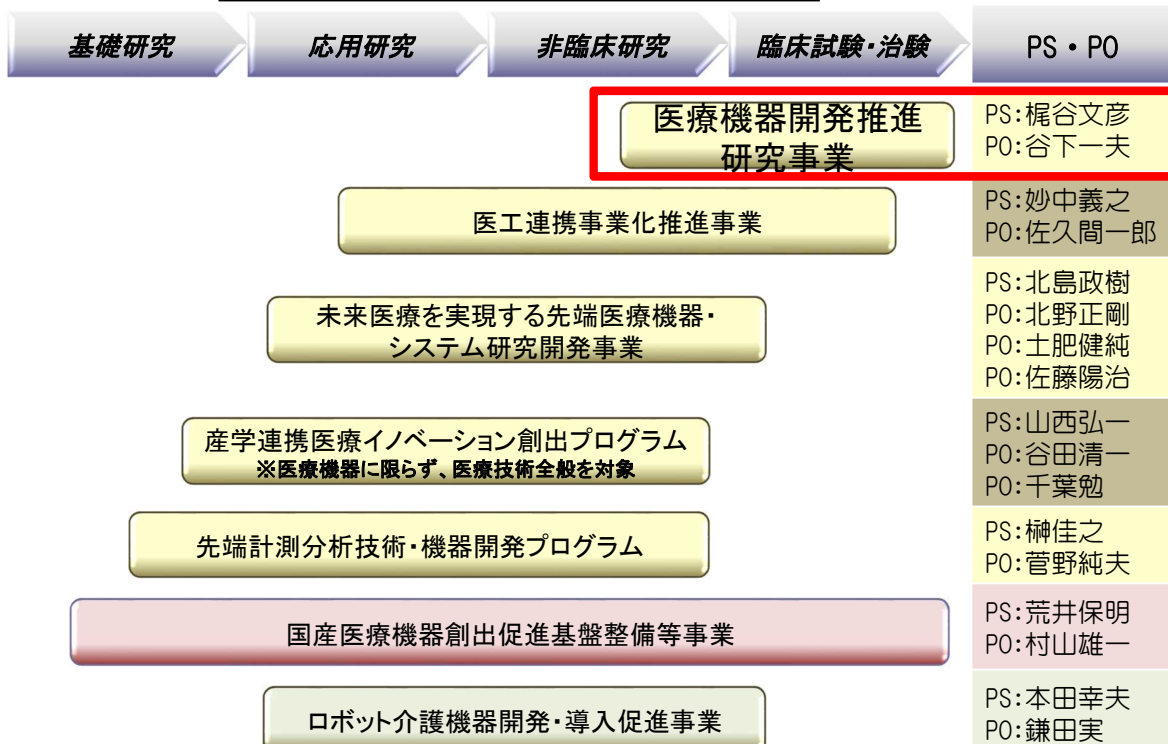 基礎研究
応用研究
非臨床研究
臨床試験・治験
PS・PO
医療機器開発推進
研究事業
PS:梶谷文彦
PO:谷下一夫
医工連携事業化推進事業
PS:妙中義之
PO:佐久間一郎
未来医療を実現する先端医療機器・
システム研究開発事業
PS:北島政樹
PO:北野正剛
PO:土肥健純
PO:佐藤陽治
産学連携医療イノベーション創出プログラム
※医療機器に限らず、医療技術全般を対象
PS:山西弘一
PO:谷田清一
PO:千葉勉
先端計測分析技術・機器開発プログラム
PS:榊佳之
PO:菅野純夫
国産医療機器創出促進基盤整備等事業
PS:荒井保明
PO:村山雄一
ロボット介護機器開発・導入促進事業
PS:本田幸夫
PO:鎌田実